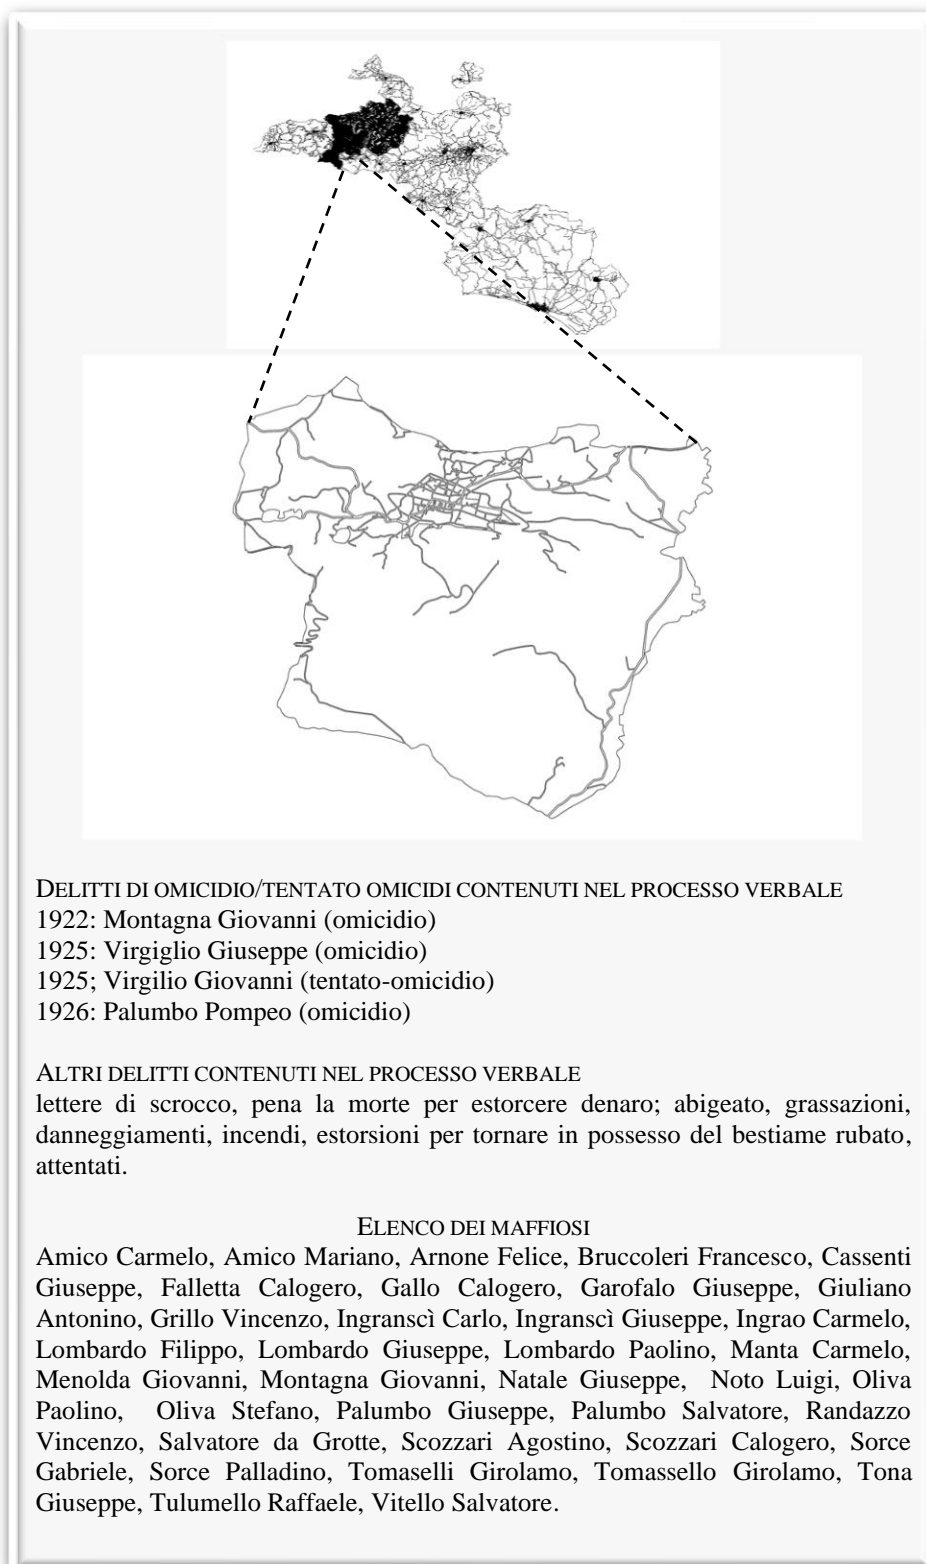 DELITTI DI OMICIDIO/TENTATO OMICIDI CONTENUTI NEL PROCESSO VERBALE
1922: Montagna Giovanni (omicidio)
1925: Virgiglio Giuseppe (omicidio)
1925; Virgilio Giovanni (tentato-omicidio)
1926: Palumbo Pompeo (omicidio)
ALTRI DELITTI CONTENUTI NEL PROCESSO VERBALE
lettere di scrocco, pena la morte per estorcere denaro; abigeato, grassazioni,
danneggiamenti, incendi, estorsioni per tornare in possesso del bestiame rubato,
attentati.
ELENCO DEI MAFFIOSI
Amico Carmelo, Amico Mariano, Arnone Felice, Bruccoleri Francesco, Cassenti
Giuseppe, Falletta Calogero, Gallo Calogero, Garofalo Giuseppe, Giuliano
Antonino, Grillo Vincenzo, Ingranscì Carlo, Ingranscì Giuseppe, Ingrao Carmelo,
Lombardo Filippo, Lombardo Giuseppe, Lombardo Paolino, Manta Carmelo,
Menolda Giovanni, Montagna Giovanni, Natale Giuseppe, Noto Luigi, Oliva
Paolino, Oliva Stefano, Palumbo Giuseppe, Palumbo Salvatore, Randazzo
Vincenzo, Salvatore da Grotte, Scozzari Agostino, Scozzari Calogero, Sorce
Gabriele, Sorce Palladino, Tomaselli Girolamo, Tomassello Girolamo, Tona
Giuseppe, Tulumello Raffaele, Vitello Salvatore.